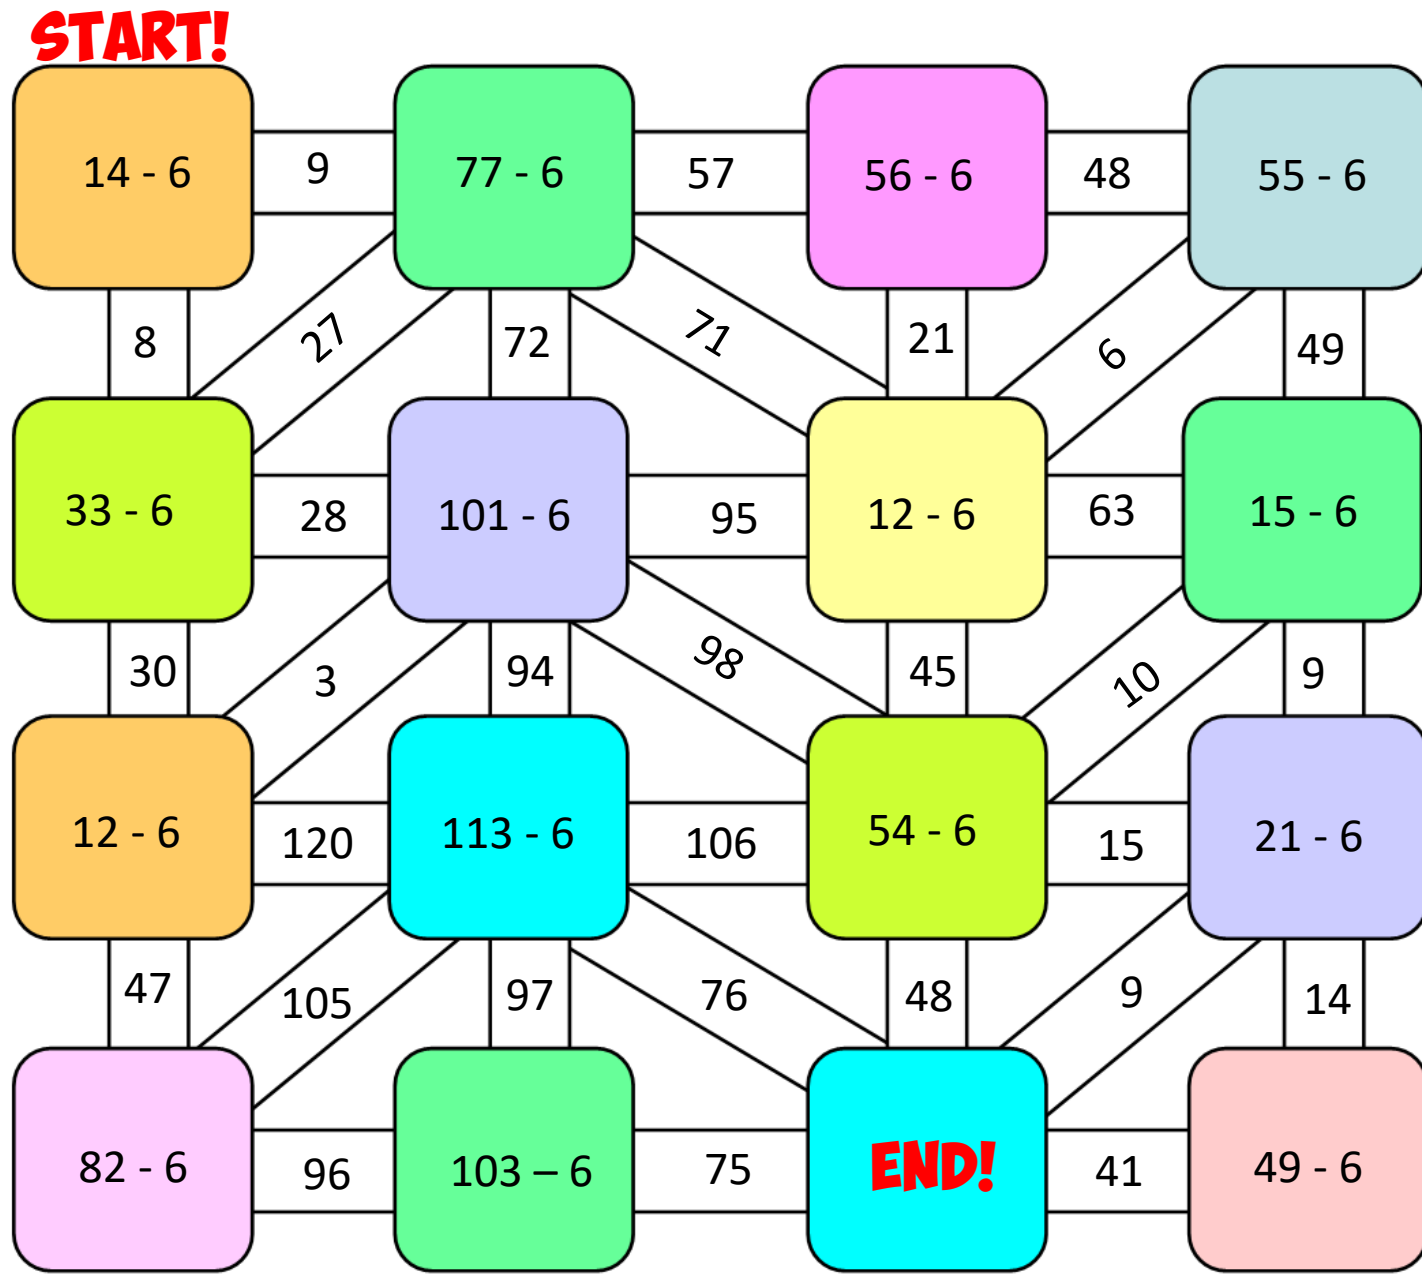 START!
14 - 6 9 77 - 6 57 56 - 6 48 55 - 6
8 27 72 71 21 6 49
33 - 6 28 101 - 6 95 12 - 6 63 15 - 6
30 3 94 98 45 10 9
12 - 6 120 113 - 6 106 54 - 6 15 21 - 6
47 105 97 76 48 9 14
82 - 6 96 103 – 6 75 END! 41 49 - 6